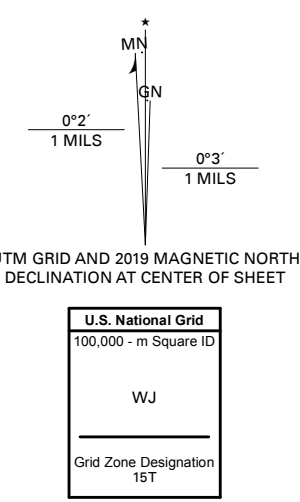 ★
MN
GN
0°2´
1 MILS
0°3´
1 MILS
UTM GRID AND 2019 MAGNETIC NORTH
DECLINATION AT CENTER OF SHEET
U.S. National Grid
100,000 - m Square ID
WJ
Grid Zone Designation
15T